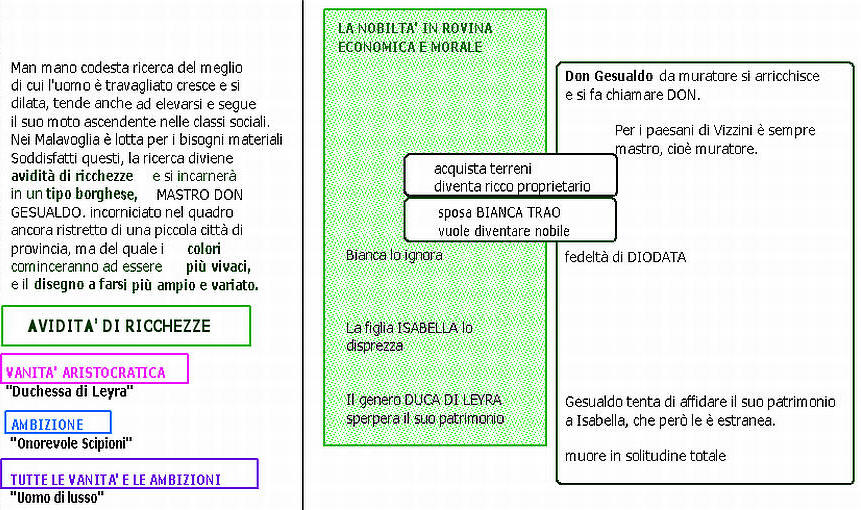 Man mano codesta ricerca del meglio
di cui l'uomo è travagliato cresce e si
dilata, tende anche ad elevarsi e segue
il suo moto ascendente nelle classi sociali.
Nei Malavoglia è lotta per i bisogni materiali
Soddisfatti questi, la ricerca diviene
avidità di ricchezze e si incarnerà
in un tipo borghese, MASTRO DON
GESUALDO. incorniciato nel quadro
ancora ristretto di una piccola città di
provincia, ma del quale i colori
cominceranno ad essere più vivaci,
e il disegno a farsi più ampio e variato.
AVIDITA' DI RICCHEZZE
VANITA' ARISTOCRATICA
"Duchessa di Leyra"
AMBIZIONE
"Onorevole Scipioni"
TUTTE LE VANITA' E LE AMBIZIONI
"Uomo di lusso"
LA NOBILTA' IN ROVINA
ECONOMICA E MORALE
Don Gesualdo da muratore si arricchisce
e si fa chiamare DON.
Per i paesani di Vizzini è sempre
mastro, cioè muratore.
acquista terreni
diventa ricco proprietario
sposa BIANCA TRAO
vuole diventare nobile
Bianca lo ignora
fedeltà di DIODATA
La figlia ISABELLA lo
disprezza
Il genero DUCA DI LEYRA
sperpera il suo patrimonio
Gesualdo tenta di affidare il suo patrimonio
a Isabella, che però le è estranea.
muore in solitudine totale